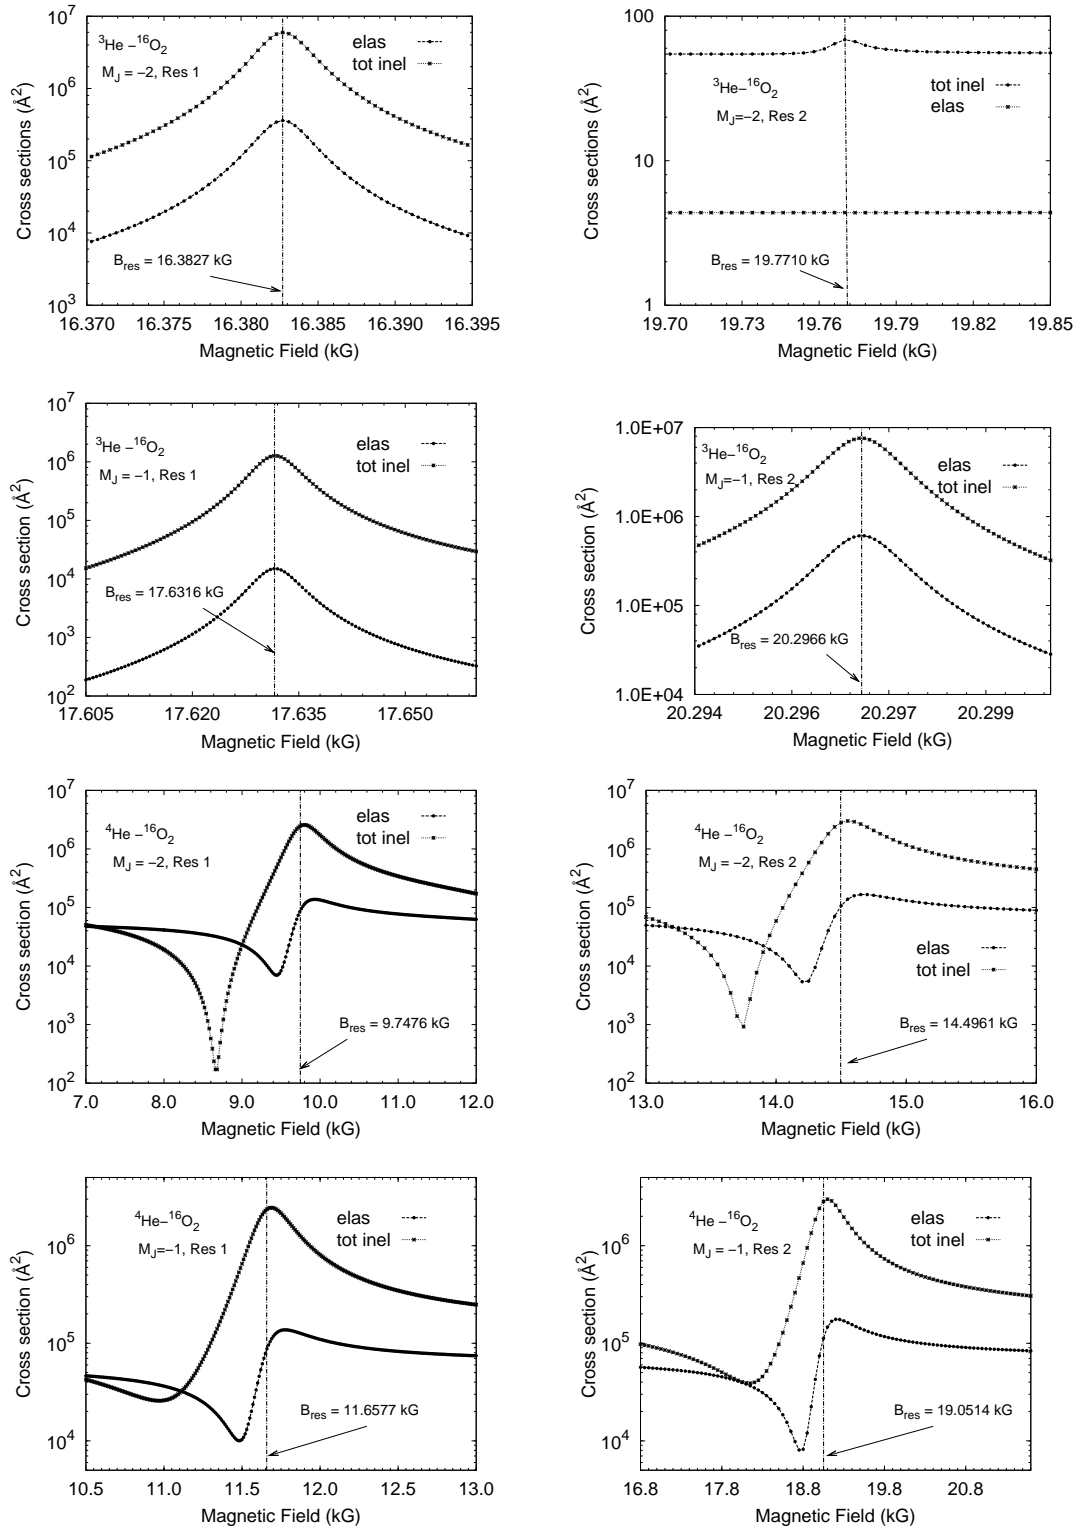 10⁷
10⁶
10⁵
10⁴
10³
Cross sections (Å²)
³He –¹⁶O₂
M_J = –2, Res 1
elas
tot inel
B_res = 16.3827 kG
16.370 16.375 16.380 16.385 16.390 16.395
Magnetic Field (kG)
100
10
1
Cross sections (Å²)
³He–¹⁶O₂
M_J=–2, Res 2
tot inel
elas
B_res = 19.7710 kG
19.70 19.73 19.76 19.79 19.82 19.85
Magnetic Field (kG)
10⁷
10⁶
10⁵
10⁴
10³
10²
Cross section (Å²)
³He –¹⁶O₂
M_J = –1, Res 1
elas
tot inel
B_res = 17.6316 kG
17.605 17.620 17.635 17.650
Magnetic Field (kG)
1.0E+07
1.0E+06
1.0E+05
1.0E+04
Cross section (Å²)
³He–¹⁶O₂
M_J=–1, Res 2
elas
tot inel
B_res = 20.2966 kG
20.294 20.296 20.297 20.299
Magnetic Field (kG)
10⁷
10⁶
10⁵
10⁴
10³
10²
Cross section (Å²)
⁴He –¹⁶O₂
M_J = –2, Res 1
elas
tot inel
B_res = 9.7476 kG
7.0 8.0 9.0 10.0 11.0 12.0
Magnetic Field (kG)
10⁷
10⁶
10⁵
10⁴
10³
10²
Cross section (Å²)
⁴He –¹⁶O₂
M_J = –2, Res 2
elas
tot inel
B_res = 14.4961 kG
13.0 14.0 15.0 16.0
Magnetic Field (kG)
10⁶
10⁵
10⁴
Cross section (Å²)
⁴He–¹⁶O₂
M_J=–1, Res 1
elas
tot inel
B_res = 11.6577 kG
10.5 11.0 11.5 12.0 12.5 13.0
Magnetic Field (kG)
10⁶
10⁵
10⁴
Cross section (Å²)
⁴He –¹⁶O₂
M_J = –1, Res 2
elas
tot inel
B_res = 19.0514 kG
16.8 17.8 18.8 19.8 20.8
Magnetic Field (kG)